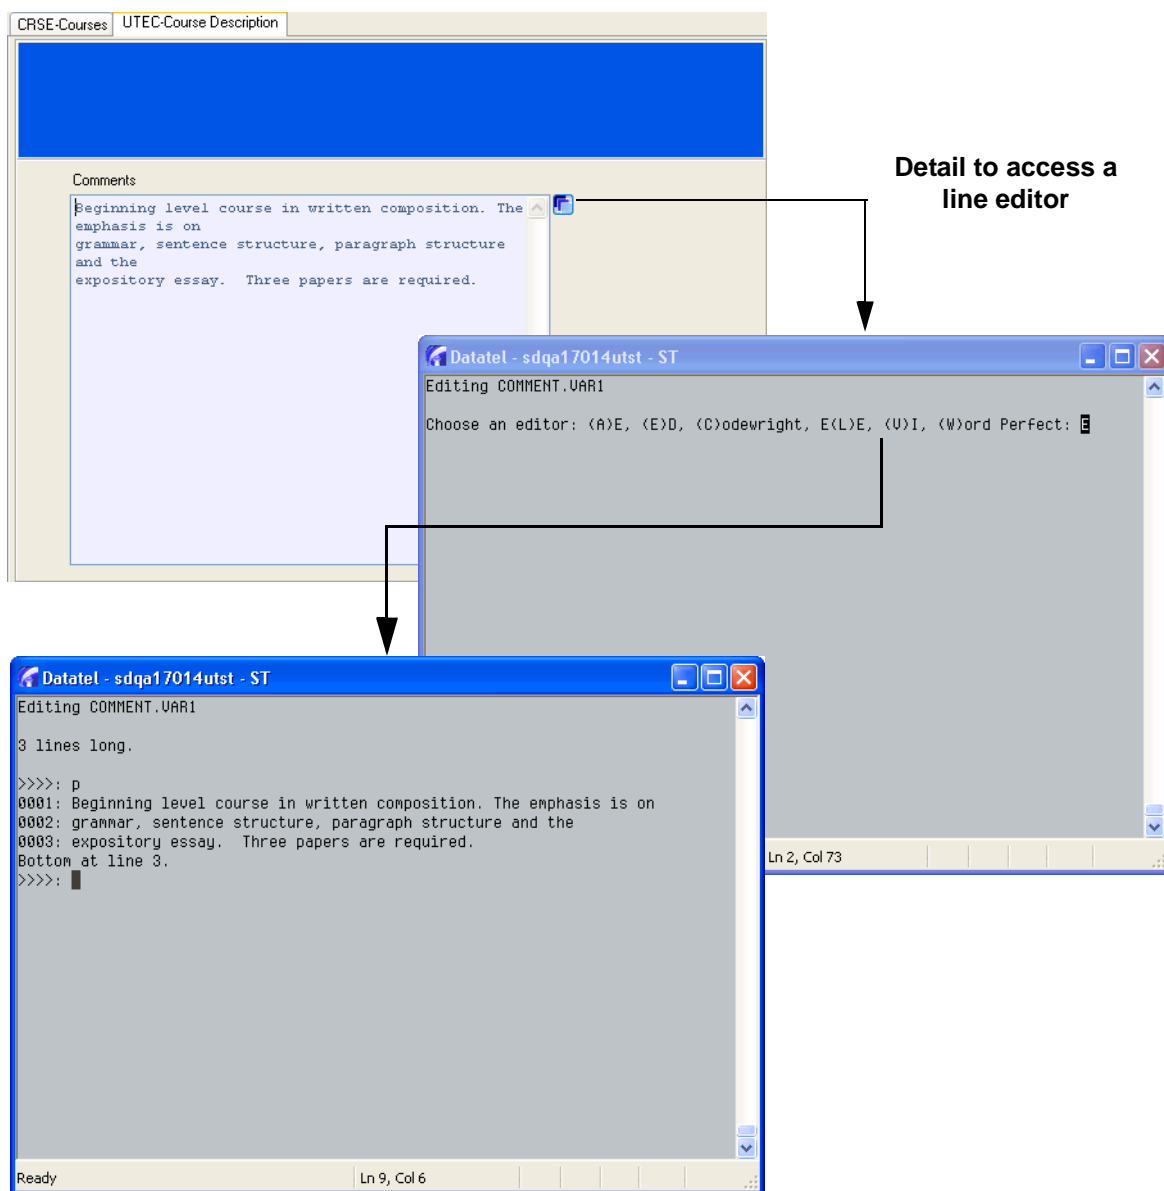 CRSE-Courses UTEC-Course Description
Comments
Beginning level course in written composition. The
emphasis is on
grammar, sentence structure, paragraph structure
and the
expository essay.  Three papers are required.
Detail to access a
line editor
Datatel - sdqa17014utst - ST
Editing COMMENT.VAR1
Choose an editor: (A)E, (E)D, (C)odewright, E(L)E, (V)I, (W)ord Perfect: E
Ln 2, Col 73
Datatel - sdqa17014utst - ST
Editing COMMENT.VAR1
3 lines long.
>>>>: p
0001: Beginning level course in written composition. The emphasis is on
0002: grammar, sentence structure, paragraph structure and the
0003: expository essay.  Three papers are required.
Bottom at line 3.
>>>>:
Ready Ln 9, Col 6